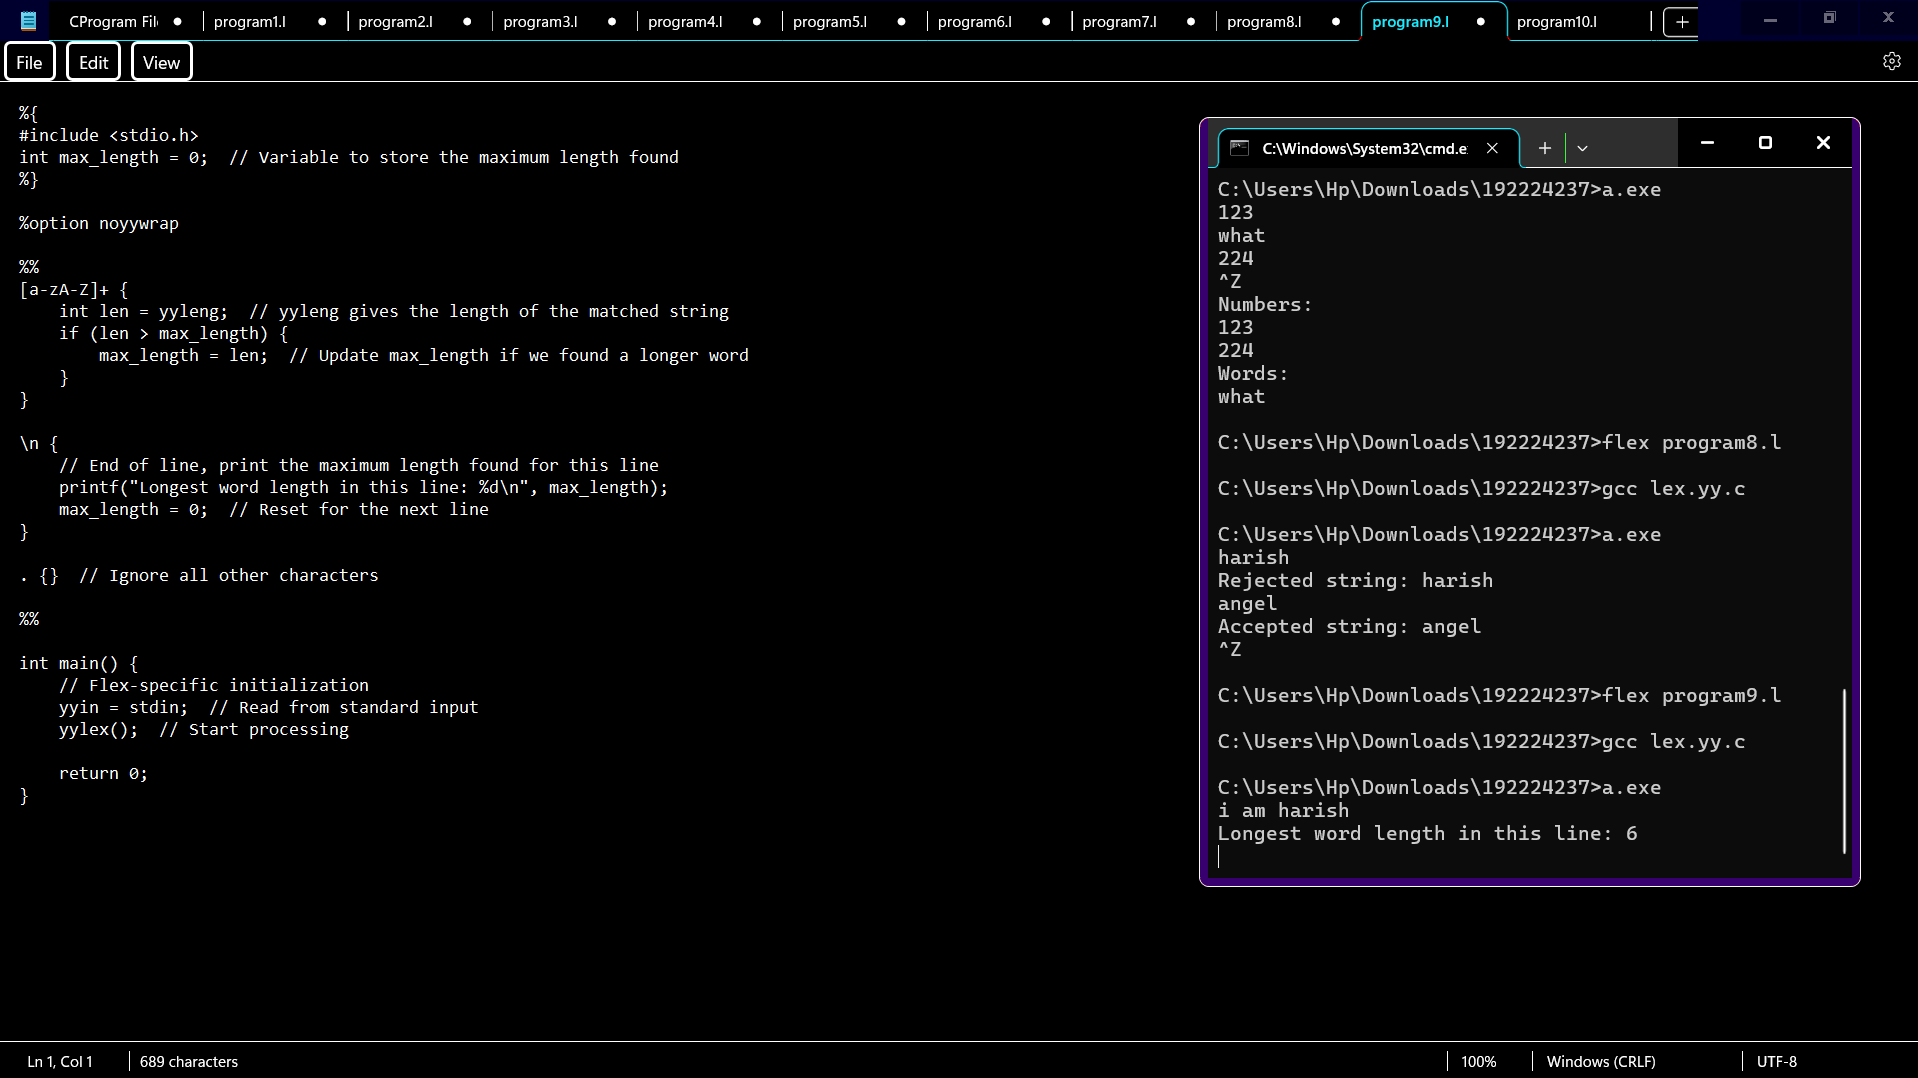 CProgram Fil
program1.l
program2.l
program3.l
program4.l
program5.l
program6.l
program7.l
program8.l
program9.l
program10.l
File Edit View
%{
#include <stdio.h>
int max_length = 0;  // Variable to store the maximum length found
%}
%option noyywrap
%%
[a-zA-Z]+ {
    int len = yyleng;  // yyleng gives the length of the matched string
    if (len > max_length) {
        max_length = len;  // Update max_length if we found a longer word
    }
}
\n {
    // End of line, print the maximum length found for this line
    printf("Longest word length in this line: %d\n", max_length);
    max_length = 0;  // Reset for the next line
}
. {}  // Ignore all other characters
%%
int main() {
    // Flex-specific initialization
    yyin = stdin;  // Read from standard input
    yylex();  // Start processing
    return 0;
}
C:\Windows\System32\cmd.e
C:\Users\Hp\Downloads\192224237>a.exe
123
what
224
^Z
Numbers:
123
224
Words:
what
C:\Users\Hp\Downloads\192224237>flex program8.l
C:\Users\Hp\Downloads\192224237>gcc lex.yy.c
C:\Users\Hp\Downloads\192224237>a.exe
harish
Rejected string: harish
angel
Accepted string: angel
^Z
C:\Users\Hp\Downloads\192224237>flex program9.l
C:\Users\Hp\Downloads\192224237>gcc lex.yy.c
C:\Users\Hp\Downloads\192224237>a.exe
i am harish
Longest word length in this line: 6
Ln 1, Col 1
689 characters
100%
Windows (CRLF)
UTF-8